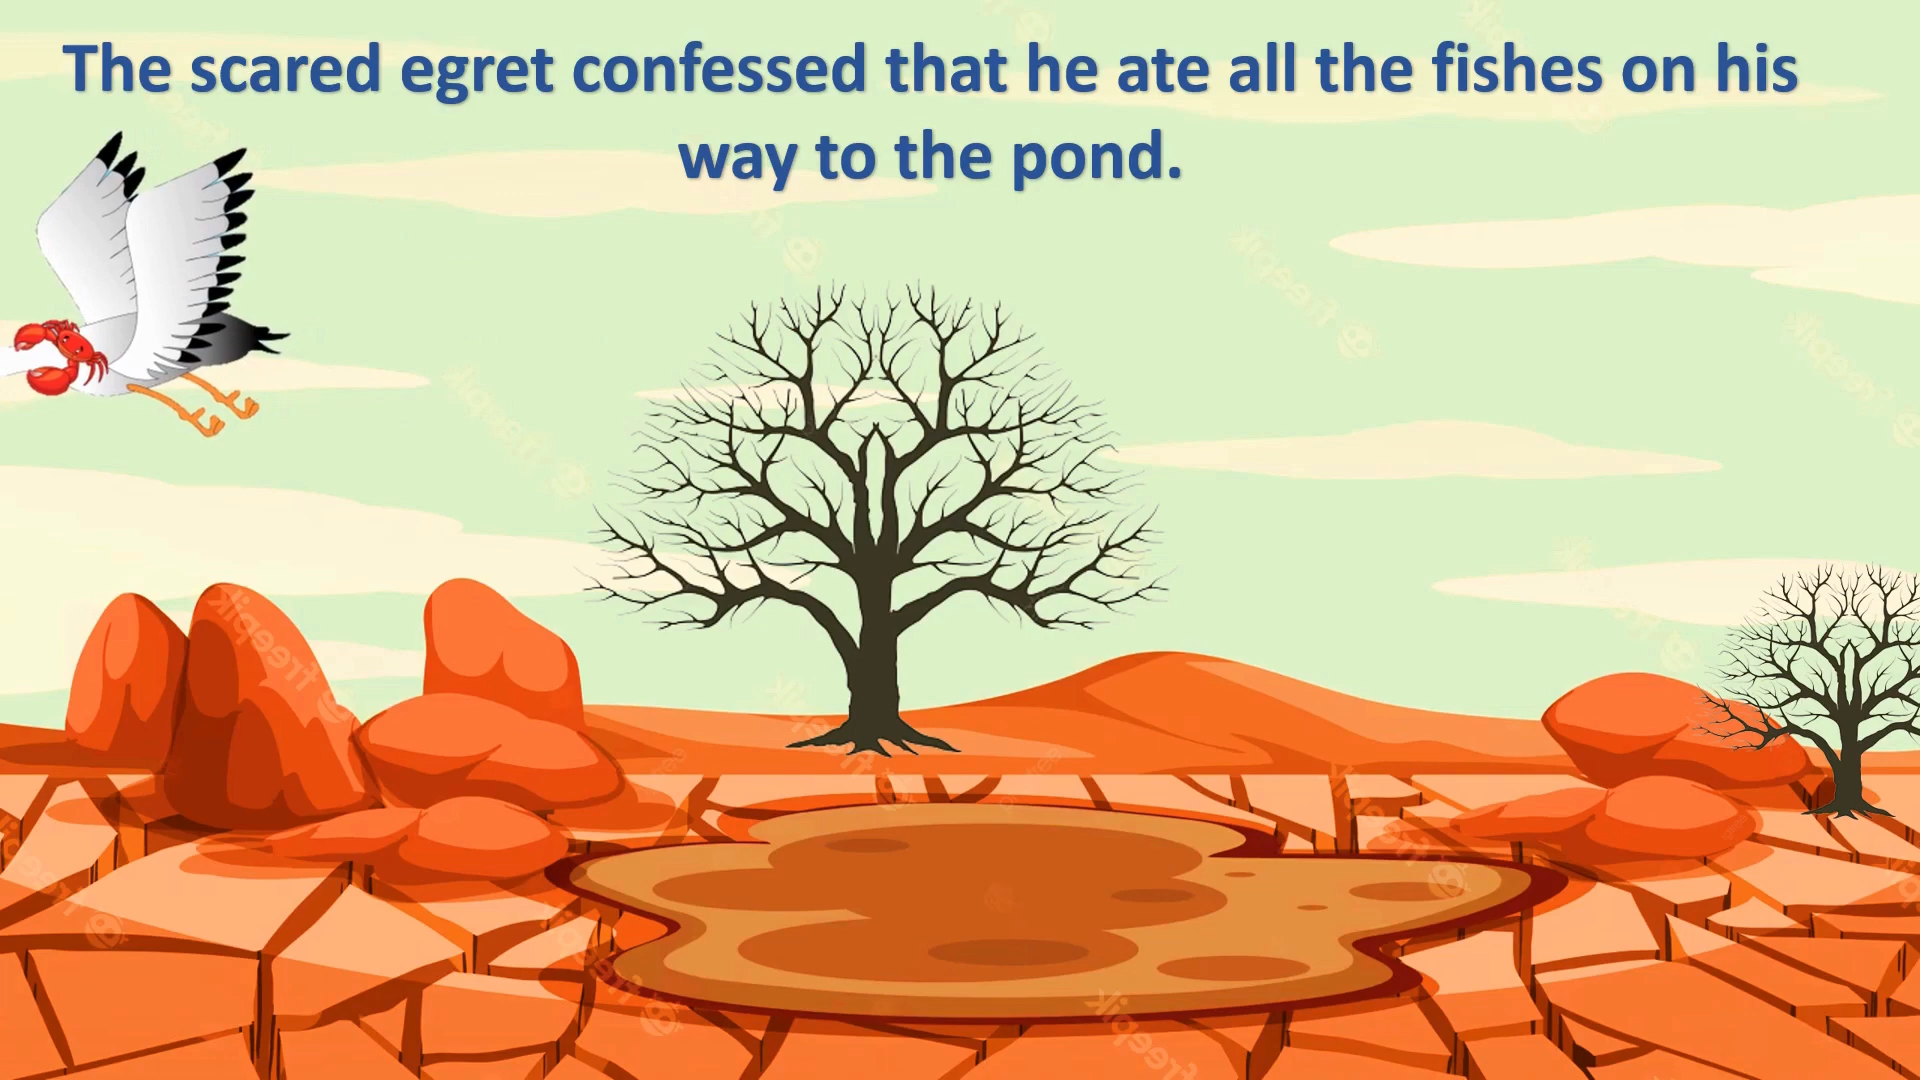 The scared egret confessed that he ate all the fishes on his
way to the pond.